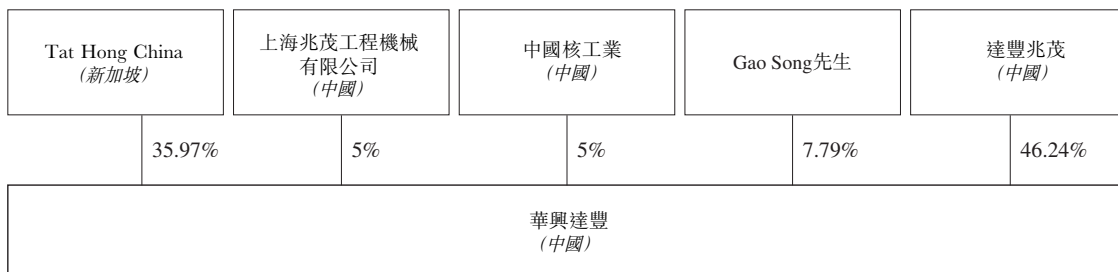 Tat Hong China
(新加坡)
上海兆茂工程機械
有限公司
(中國)
中國核工業
(中國)
Gao Song先生
達豐兆茂
(中國)
35.97%
5%
5%
7.79%
46.24%
華興達豐
(中國)